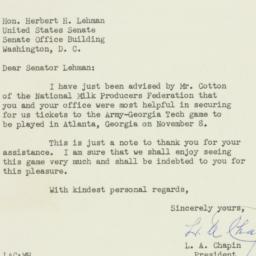 Hon. Herbert H. Lehman
United States Senate
Senate Office Building
Washington, D. C.
Dear Senator Lehman:
I have just been advised by Mr. Cotton
of the National Milk Producers Federation that
you and your office were most helpful in securing
for us tickets to the Army-Georgia Tech game to
be played in Atlanta, Georgia on November 8.
This is just a note to thank you for your
assistance. I am sure that we shall enjoy seeing
this game very much and shall be indebted to you for
this pleasure.
With kindest personal regards,
Sincerely yours,
L. A. Cha
L. A. Chapin
President
LAC:MH